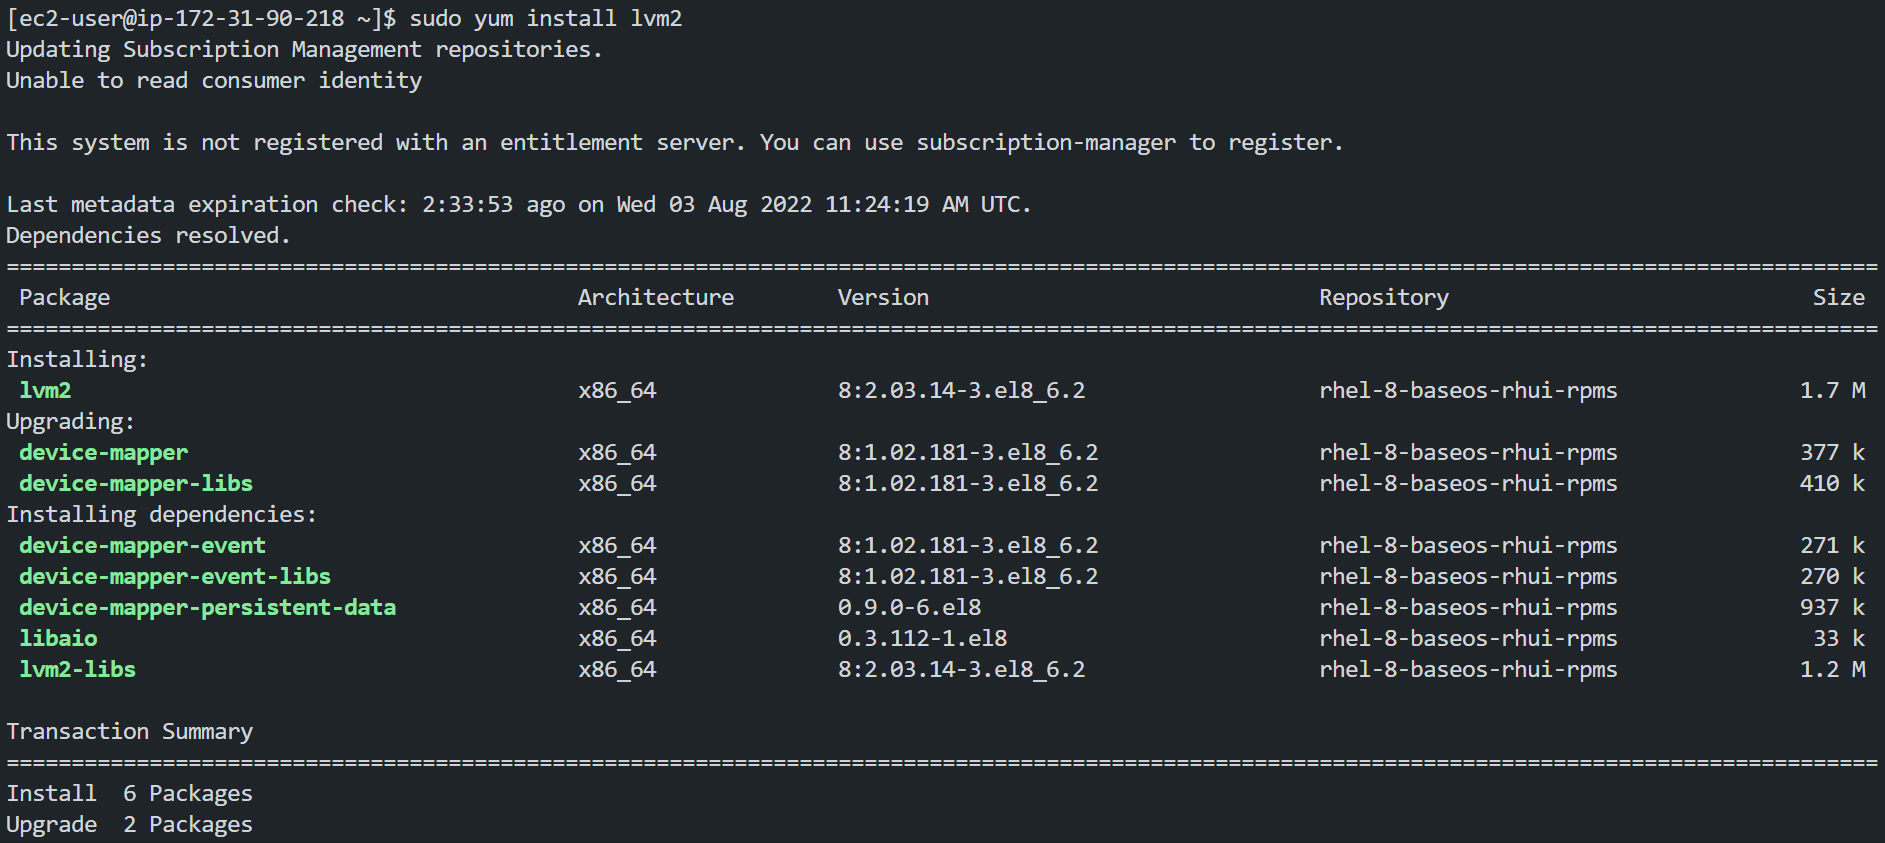 [ec2-user@ip-172-31-90-218 ~]$ sudo yum install lvm2
Updating Subscription Management repositories.
Unable to read consumer identity
This system is not registered with an entitlement server. You can use subscription-manager to register.
Last metadata expiration check: 2:33:53 ago on Wed 03 Aug 2022 11:24:19 AM UTC.
Dependencies resolved.
================================================================================================================================================
Package Architecture Version Repository Size
================================================================================================================================================
Installing:
lvm2 x86_64 8:2.03.14-3.el8_6.2 rhel-8-baseos-rhui-rpms 1.7 M
Upgrading:
device-mapper x86_64 8:1.02.181-3.el8_6.2 rhel-8-baseos-rhui-rpms 377 k
device-mapper-libs x86_64 8:1.02.181-3.el8_6.2 rhel-8-baseos-rhui-rpms 410 k
Installing dependencies:
device-mapper-event x86_64 8:1.02.181-3.el8_6.2 rhel-8-baseos-rhui-rpms 271 k
device-mapper-event-libs x86_64 8:1.02.181-3.el8_6.2 rhel-8-baseos-rhui-rpms 270 k
device-mapper-persistent-data x86_64 0.9.0-6.el8 rhel-8-baseos-rhui-rpms 937 k
libaio x86_64 0.3.112-1.el8 rhel-8-baseos-rhui-rpms 33 k
lvm2-libs x86_64 8:2.03.14-3.el8_6.2 rhel-8-baseos-rhui-rpms 1.2 M
Transaction Summary
================================================================================================================================================
Install 6 Packages
Upgrade 2 Packages